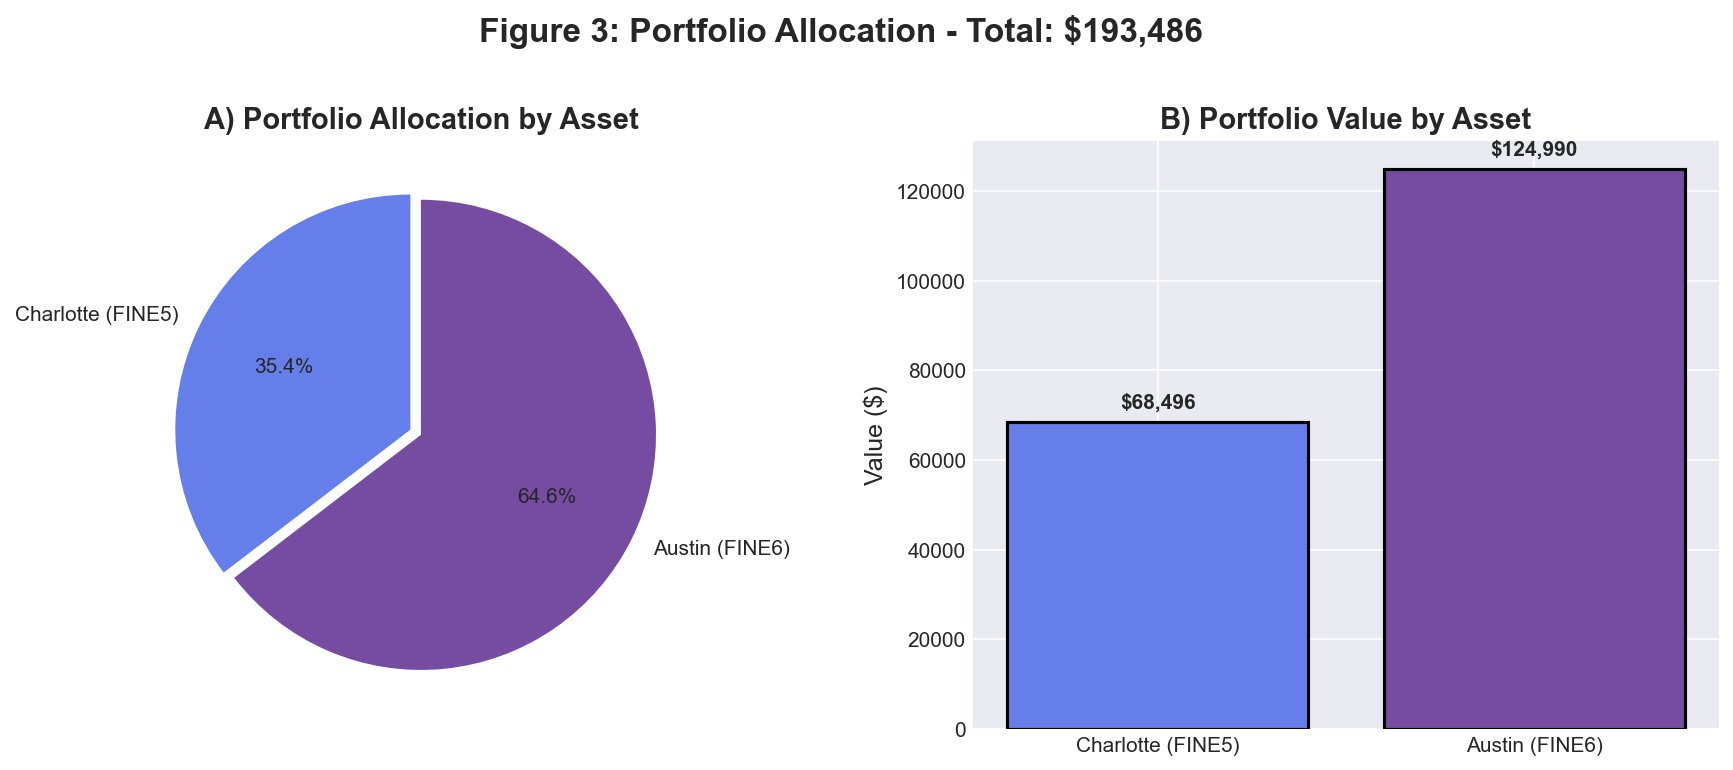 Figure 3: Portfolio Allocation - Total: $193,486
A) Portfolio Allocation by Asset
Charlotte (FINE5)
35.4%
64.6%
Austin (FINE6)
B) Portfolio Value by Asset
Value ($)
120000
100000
80000
60000
40000
20000
0
$68,496
$124,990
Charlotte (FINE5)
Austin (FINE6)